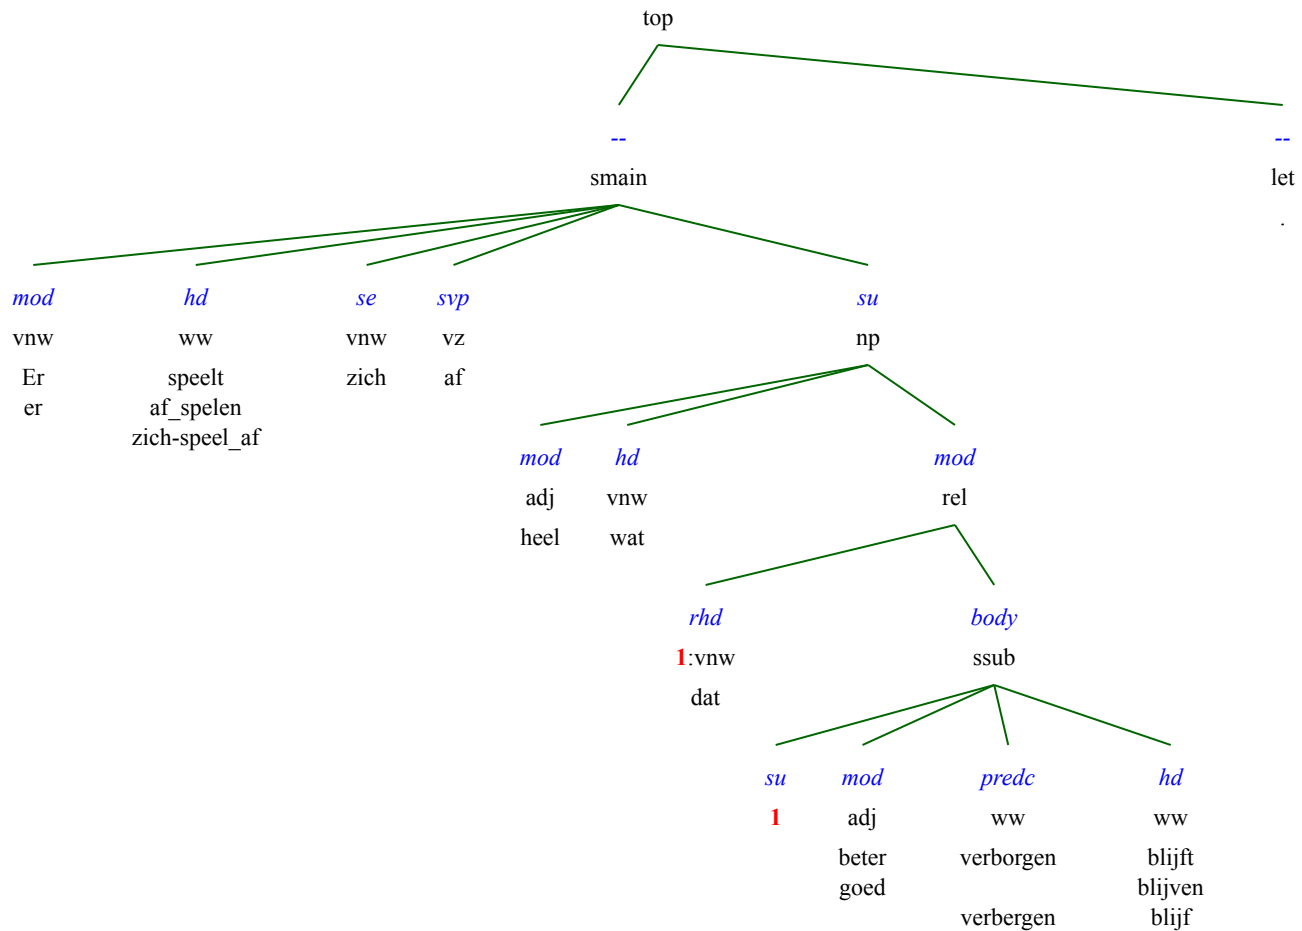 top
-- --
smain let
.
mod hd se svp su
vnw ww vnw vz np
Er speelt zich af
er af_spelen
zich-speel_af
mod hd mod
adj vnw rel
heel wat
rhd body
1:vnw ssub
dat
su mod predc hd
1 adj ww ww
beter verborgen blijft
goed blijven
verbergen blijf